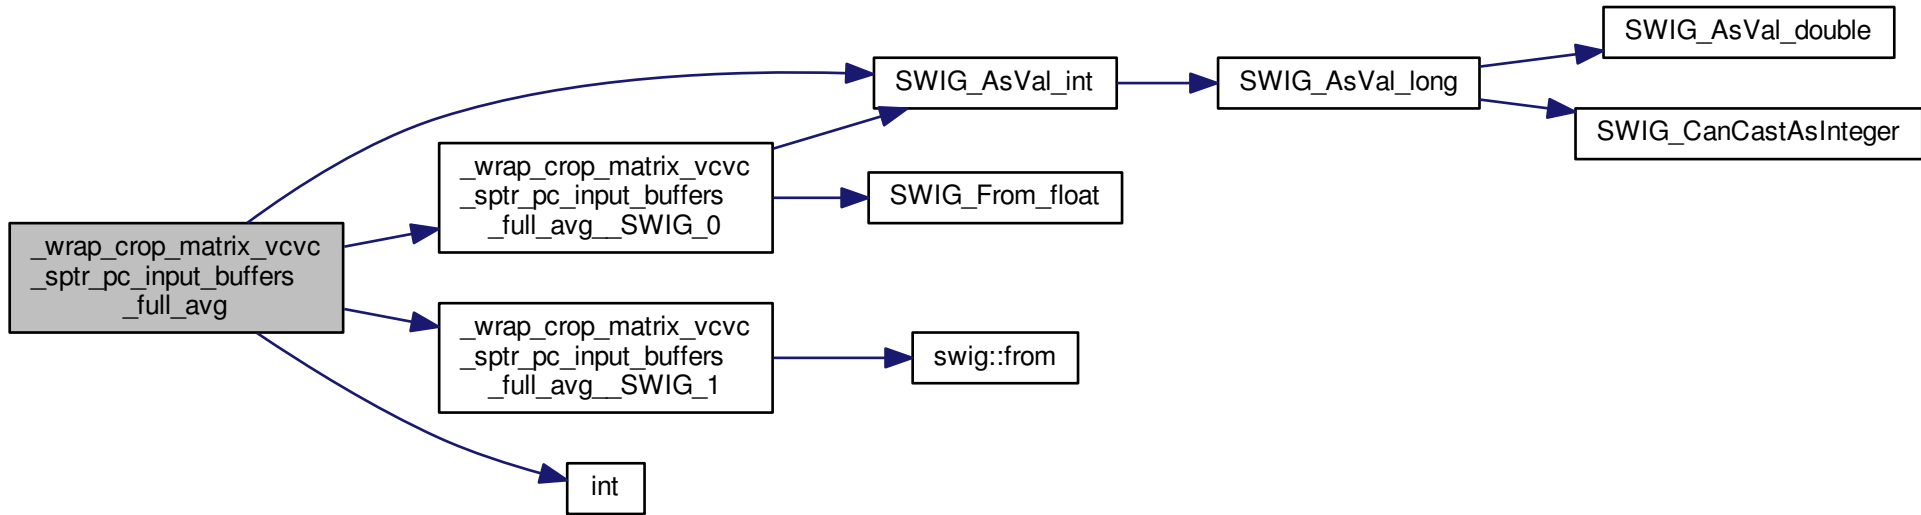 _wrap_crop_matrix_vcvc
_sptr_pc_input_buffers
_full_avg
_wrap_crop_matrix_vcvc
_sptr_pc_input_buffers
_full_avg__SWIG_0
_wrap_crop_matrix_vcvc
_sptr_pc_input_buffers
_full_avg__SWIG_1
int
SWIG_AsVal_int
SWIG_From_float
swig::from
SWIG_AsVal_long
SWIG_AsVal_double
SWIG_CanCastAsInteger